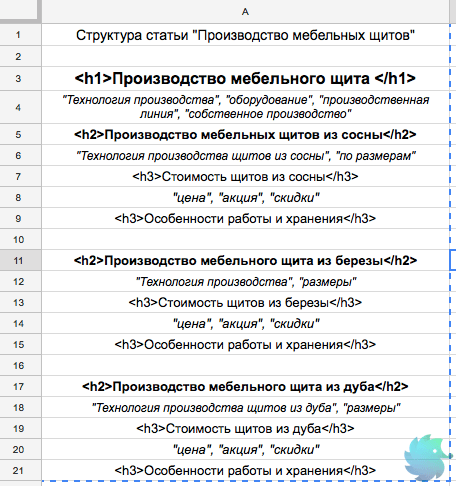 A
1 Структура статьи "Производство мебельных щитов"
2
3 <h1>Производство мебельного щита </h1>
4 "Технология производства", "оборудование", "производственная
линия", "собственное производство"
5 <h2>Производство мебельных щитов из сосны</h2>
6 "Технология производства щитов из сосны", "по размерам"
7 <h3>Стоимость щитов из сосны</h3>
8 "цена", "акция", "скидки"
9 <h3>Особенности работы и хранения</h3>
10
11 <h2>Производство мебельного щита из березы</h2>
12 "Технология производства", "размеры"
13 <h3>Стоимость щитов из березы</h3>
14 "цена", "акция", "скидки"
15 <h3>Особенности работы и хранения</h3>
16
17 <h2>Производство мебельного щита из дуба</h2>
18 "Технология производства щитов из дуба", "размеры"
19 <h3>Стоимость щитов из дуба</h3>
20 "цена", "акция", "скидки"
21 <h3>Особенности работы и хранения</h3>